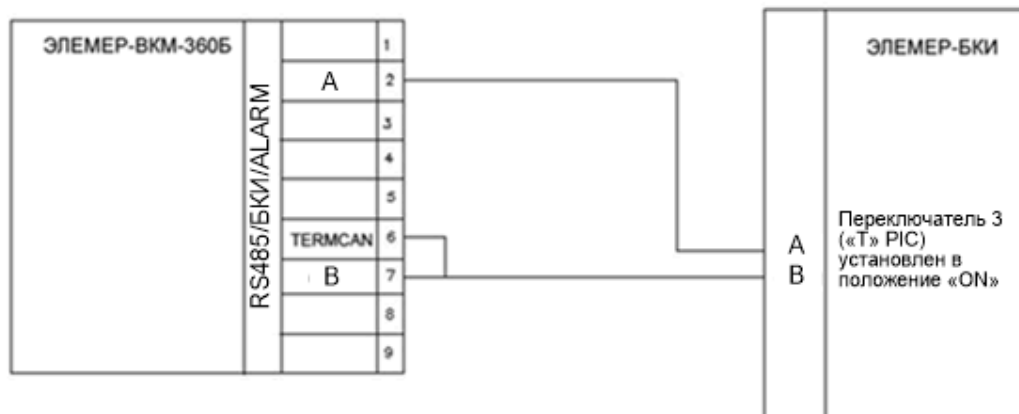 ЭЛЕМЕР-ВКМ-360Б
RS485/БКИ/ALARM
1
A 2
3
4
5
TERMCAN 6
B 7
8
9
ЭЛЕМЕР-БКИ
A
B
Переключатель 3
(«Т» PIC)
установлен в
положение «ON»